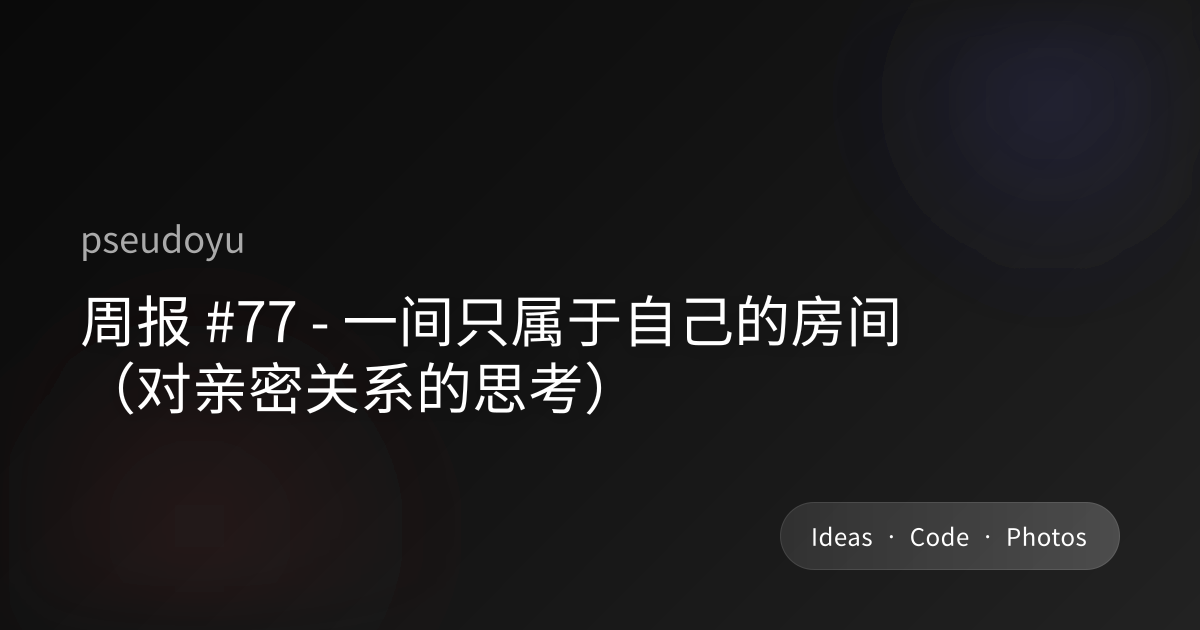 pseudoyu
周报 #77 - 一间只属于自己的房间
（对亲密关系的思考）
Ideas · Code · Photos